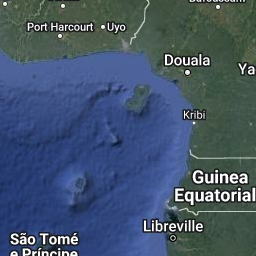 Port Harcourt
Uyo
Douala
Kribi
Guinea
Equatorial
Libreville
São Tomé
e Príncipe